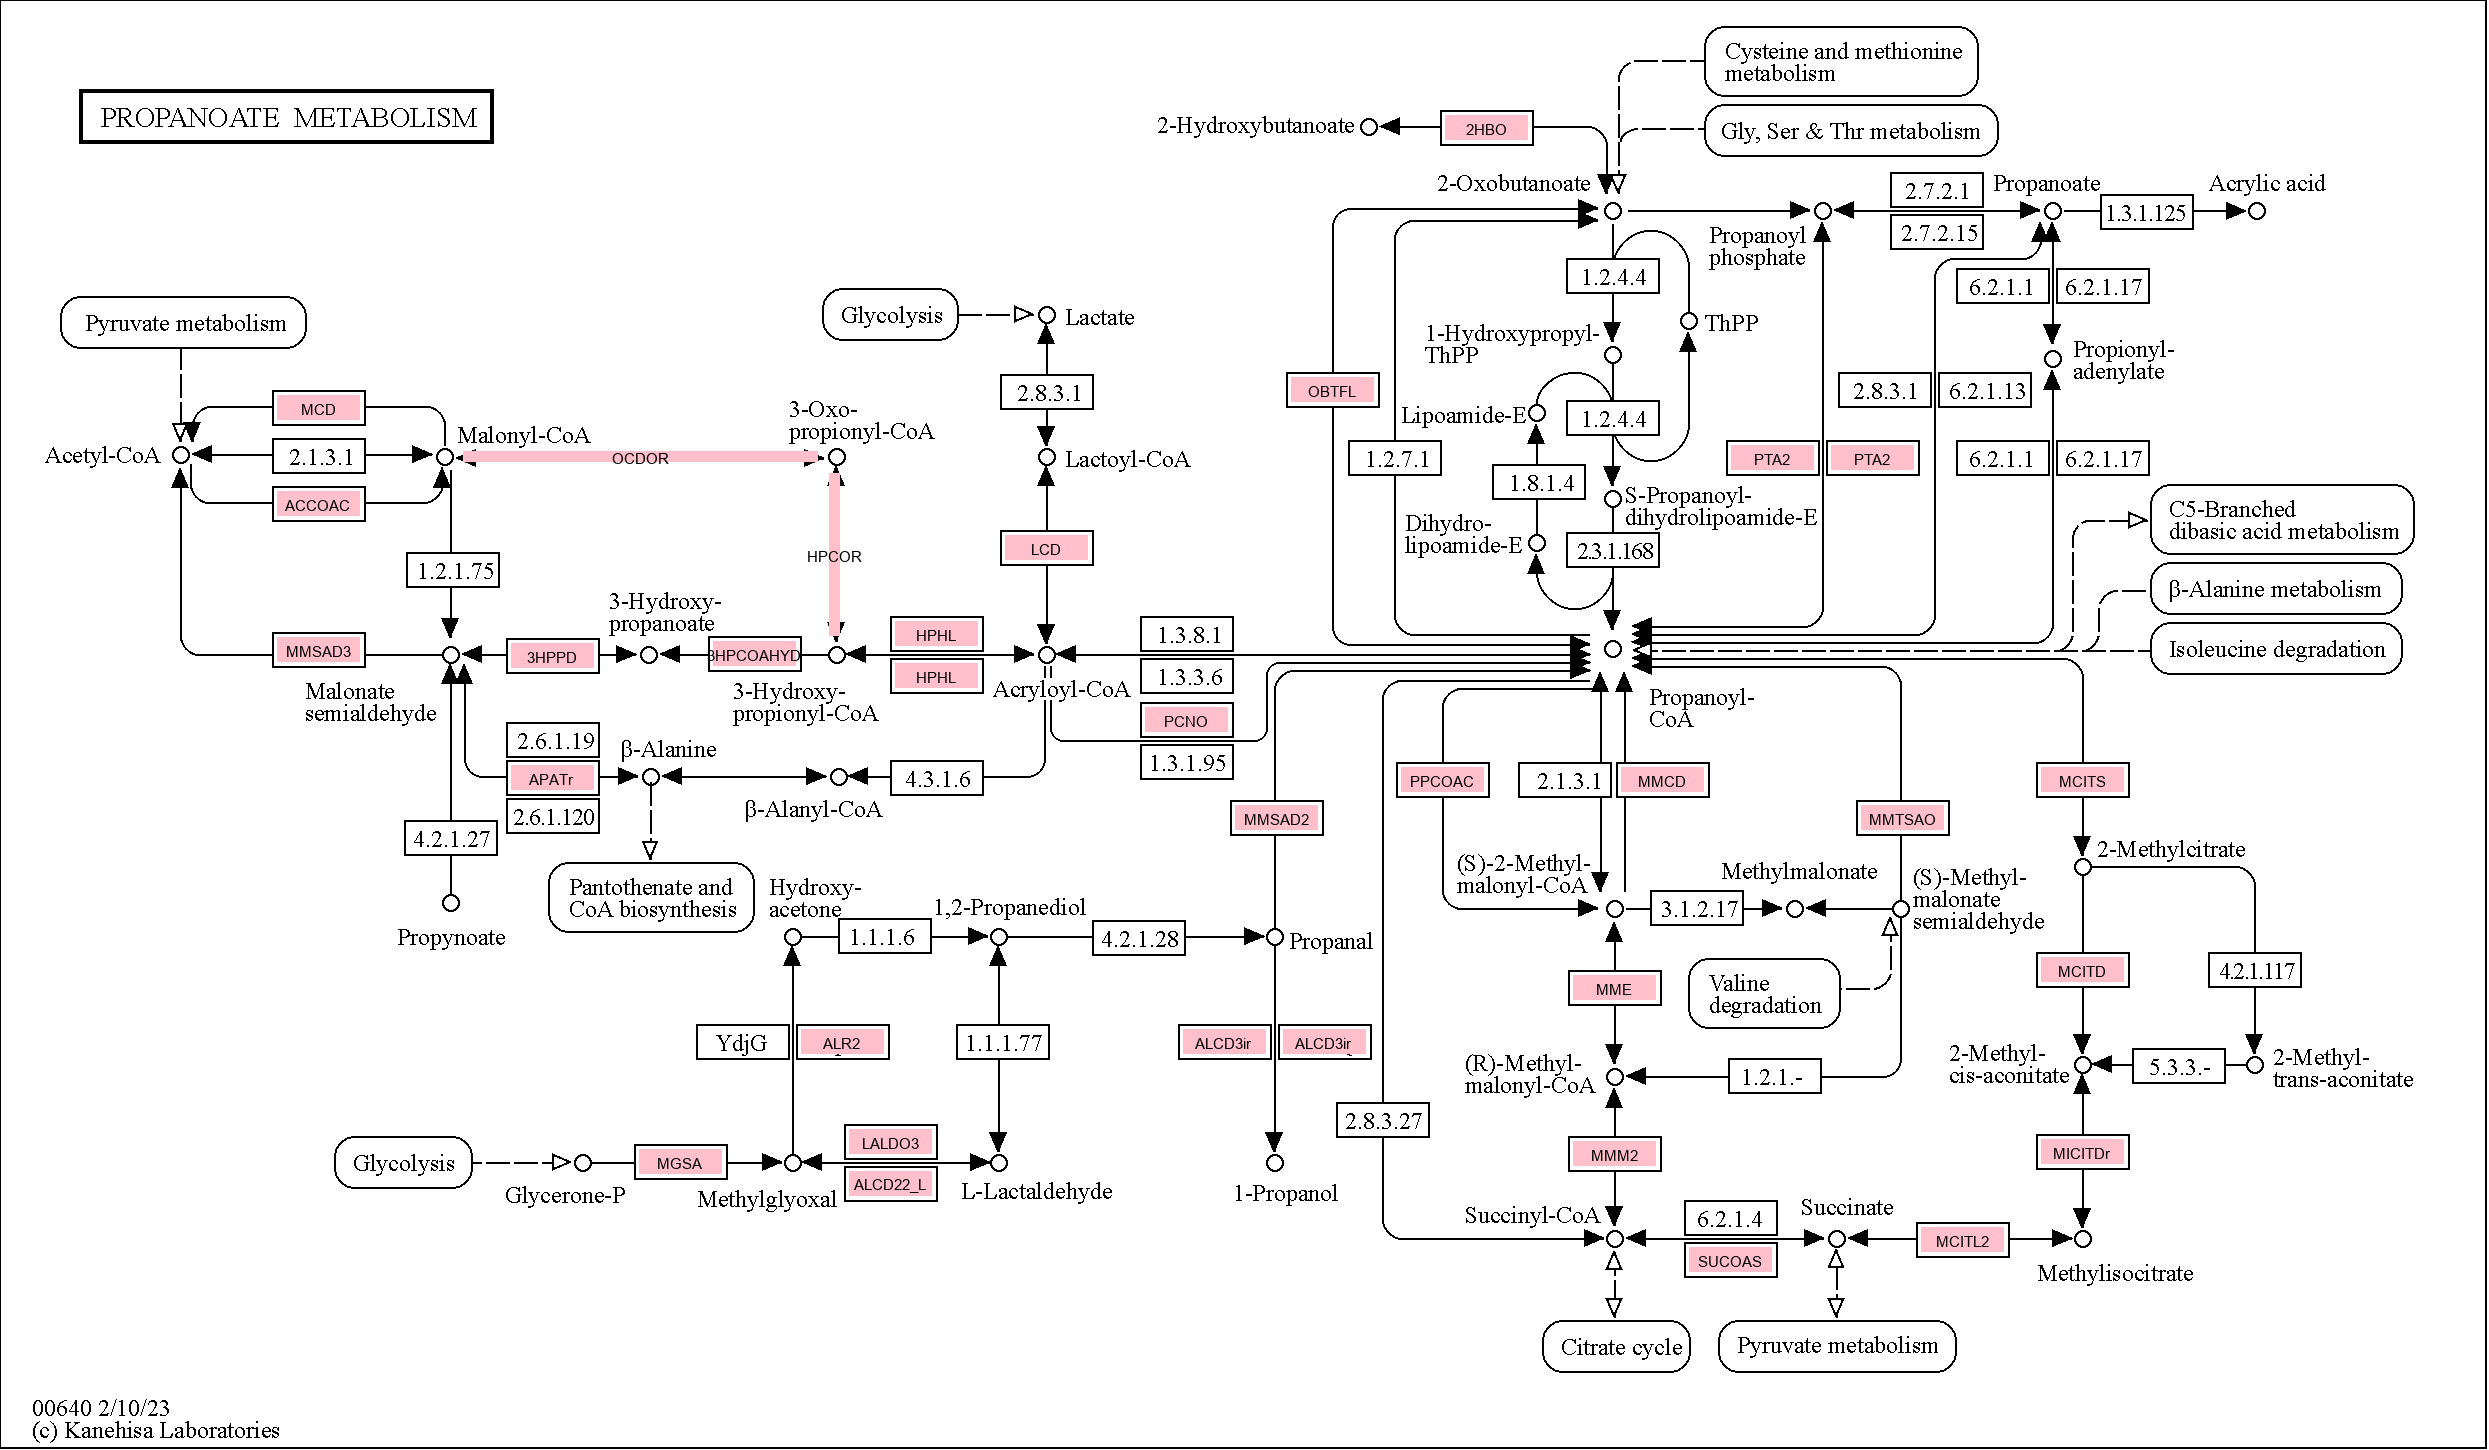 PROPANOATE METABOLISM
Cysteine and methionine
metabolism
Gly, Ser & Thr metabolism
2-Hydroxybutanoate
2HBO
2-Oxobutanoate
2.7.2.1
2.7.2.15
Propanoate
1.3.1.125
Acrylic acid
Propanoyl
phosphate
1.2.4.4
6.2.1.1
6.2.1.17
Pyruvate metabolism
Glycolysis
Lactate
1-Hydroxypropyl-
ThPP
ThPP
Propionyl-
adenylate
2.8.3.1
OBTFL
2.8.3.1
6.2.1.13
MCD
3-Oxo-
propionyl-CoA
Lipoamide-E
1.2.4.4
Acetyl-CoA
2.1.3.1
Malonyl-CoA
OCDOR
Lactoyl-CoA
1.2.7.1
PTA2
PTA2
6.2.1.1
6.2.1.17
ACCOAC
1.8.1.4
S-Propanoyl-
dihydrolipoamide-E
C5-Branched
dibasic acid metabolism
Dihydro-
lipoamide-E
LCD
HPCOR
2.3.1.168
1.2.1.75
β-Alanine metabolism
3-Hydroxy-
propanoate
HPHL
1.3.8.1
Isoleucine degradation
MMSAD3
3HPPD
3HPCOAHYD
HPHL
1.3.3.6
Malonate
semialdehyde
3-Hydroxy-
propionyl-CoA
Acryloyl-CoA
Propanoyl-
CoA
PCNO
1.3.1.95
2.6.1.19
APATr
2.6.1.120
β-Alanine
β-Alanyl-CoA
4.3.1.6
PPCOAC
2.1.3.1
MMCD
MCITS
MMSAD2
MMTSAO
4.2.1.27
2-Methylcitrate
(S)-2-Methyl-
malonyl-CoA
Methylmalonate
(S)-Methyl-
malonate
semialdehyde
3.1.2.17
Pantothenate and
CoA biosynthesis
Hydroxy-
acetone
1,2-Propanediol
Propynoate
1.1.1.6
4.2.1.28
Propanal
MME
Valine
degradation
MCITD
4.2.1.117
YdjG
ALR2
1.1.1.77
ALCD3ir
ALCD3ir
(R)-Methyl-
malonyl-CoA
1.2.1.-
2-Methyl-
cis-aconitate
5.3.3.-
2-Methyl-
trans-aconitate
2.8.3.27
Glycolysis
Glycerone-P
MGSA
Methylglyoxal
LALDO3
ALCD22_L
L-Lactaldehyde
1-Propanol
MMM2
MICITDr
Succinyl-CoA
6.2.1.4
SUCOAS
Succinate
MCITL2
Methylisocitrate
Citrate cycle
Pyruvate metabolism
00640 2/10/23
(c) Kanehisa Laboratories